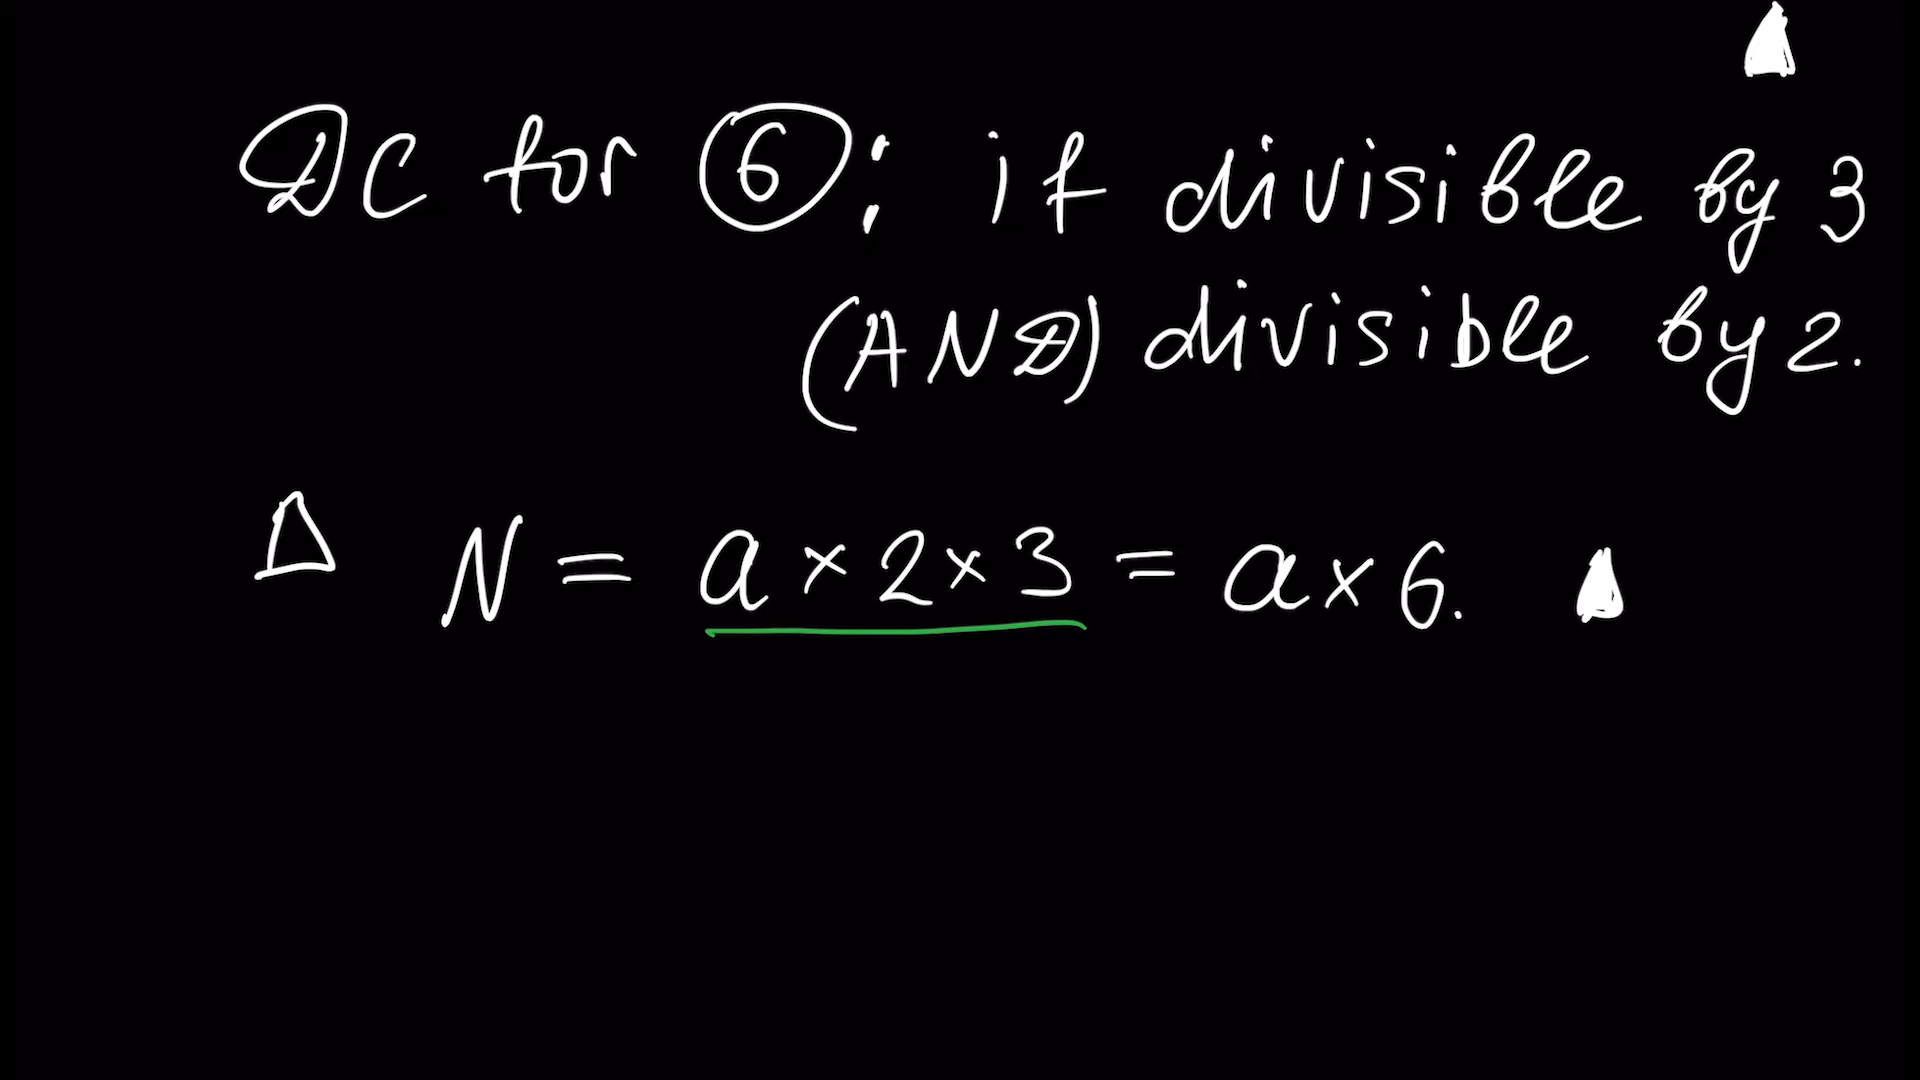 DC for 6: if divisible by 3
(AND) divisible by 2.
Δ N = a × 2 × 3 = a × 6. ▲